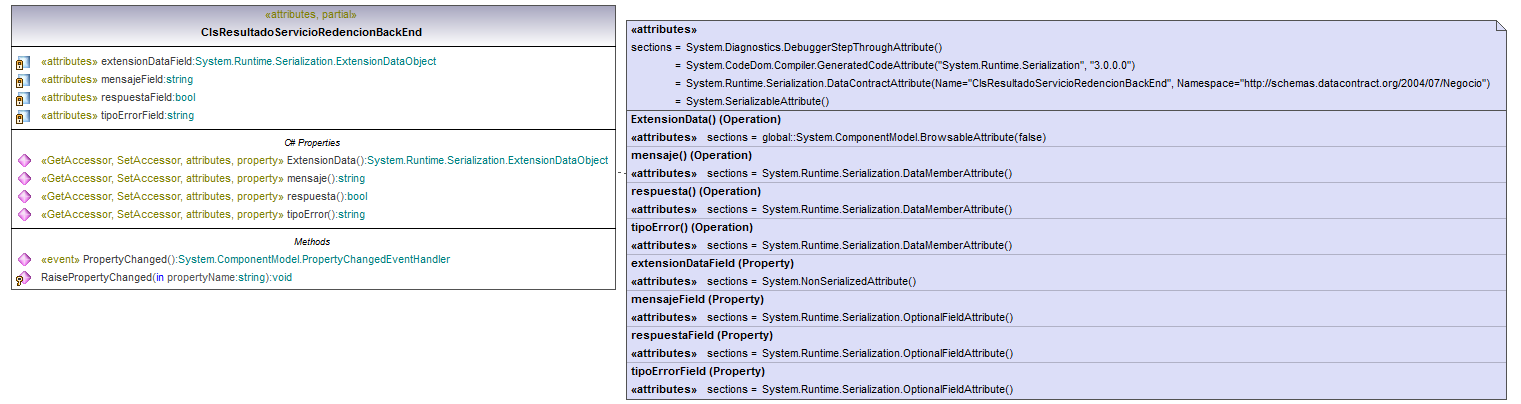 «attributes, partial»
ClsResultadoServicioRedencionBackEnd
«attributes» extensionDataField:System.Runtime.Serialization.ExtensionDataObject
«attributes» mensajeField:string
«attributes» respuestaField:bool
«attributes» tipoErrorField:string
C# Properties
«GetAccessor, SetAccessor, attributes, property» ExtensionData():System.Runtime.Serialization.ExtensionDataObject
«GetAccessor, SetAccessor, attributes, property» mensaje():string
«GetAccessor, SetAccessor, attributes, property» respuesta():bool
«GetAccessor, SetAccessor, attributes, property» tipoError():string
Methods
«event» PropertyChanged():System.ComponentModel.PropertyChangedEventHandler
RaisePropertyChanged(in propertyName:string):void
«attributes»
sections = System.Diagnostics.DebuggerStepThroughAttribute()
= System.CodeDom.Compiler.GeneratedCodeAttribute("System.Runtime.Serialization", "3.0.0.0")
= System.Runtime.Serialization.DataContractAttribute(Name="ClsResultadoServicioRedencionBackEnd", Namespace="http://schemas.datacontract.org/2004/07/Negocio")
= System.SerializableAttribute()
ExtensionData() (Operation)
«attributes» sections = global::System.ComponentModel.BrowsableAttribute(false)
mensaje() (Operation)
«attributes» sections = System.Runtime.Serialization.DataMemberAttribute()
respuesta() (Operation)
«attributes» sections = System.Runtime.Serialization.DataMemberAttribute()
tipoError() (Operation)
«attributes» sections = System.Runtime.Serialization.DataMemberAttribute()
extensionDataField (Property)
«attributes» sections = System.NonSerializedAttribute()
mensajeField (Property)
«attributes» sections = System.Runtime.Serialization.OptionalFieldAttribute()
respuestaField (Property)
«attributes» sections = System.Runtime.Serialization.OptionalFieldAttribute()
tipoErrorField (Property)
«attributes» sections = System.Runtime.Serialization.OptionalFieldAttribute()